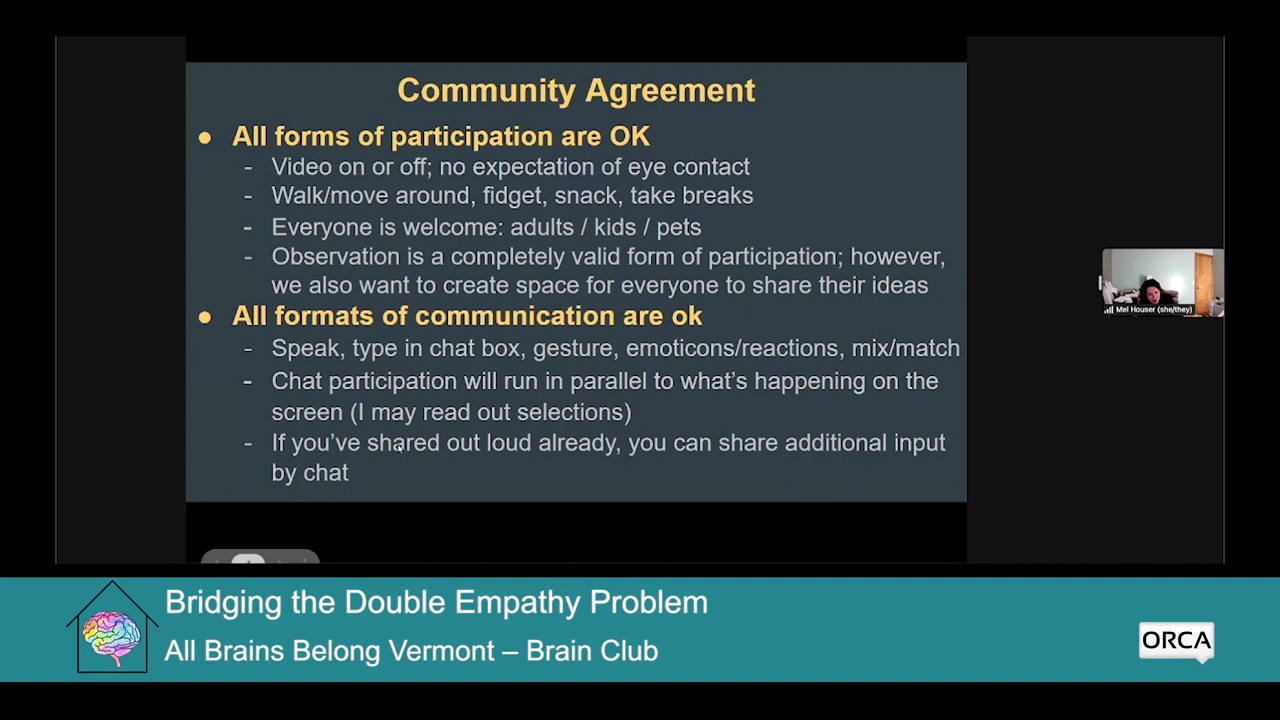 Community Agreement
● All forms of participation are OK
- Video on or off; no expectation of eye contact
- Walk/move around, fidget, snack, take breaks
- Everyone is welcome: adults / kids / pets
- Observation is a completely valid form of participation; however,
we also want to create space for everyone to share their ideas
● All formats of communication are ok
- Speak, type in chat box, gesture, emoticons/reactions, mix/match
- Chat participation will run in parallel to what's happening on the
screen (I may read out selections)
- If you've shared out loud already, you can share additional input
by chat
Mel Houser (she/they)
Bridging the Double Empathy Problem
All Brains Belong Vermont – Brain Club
ORCA